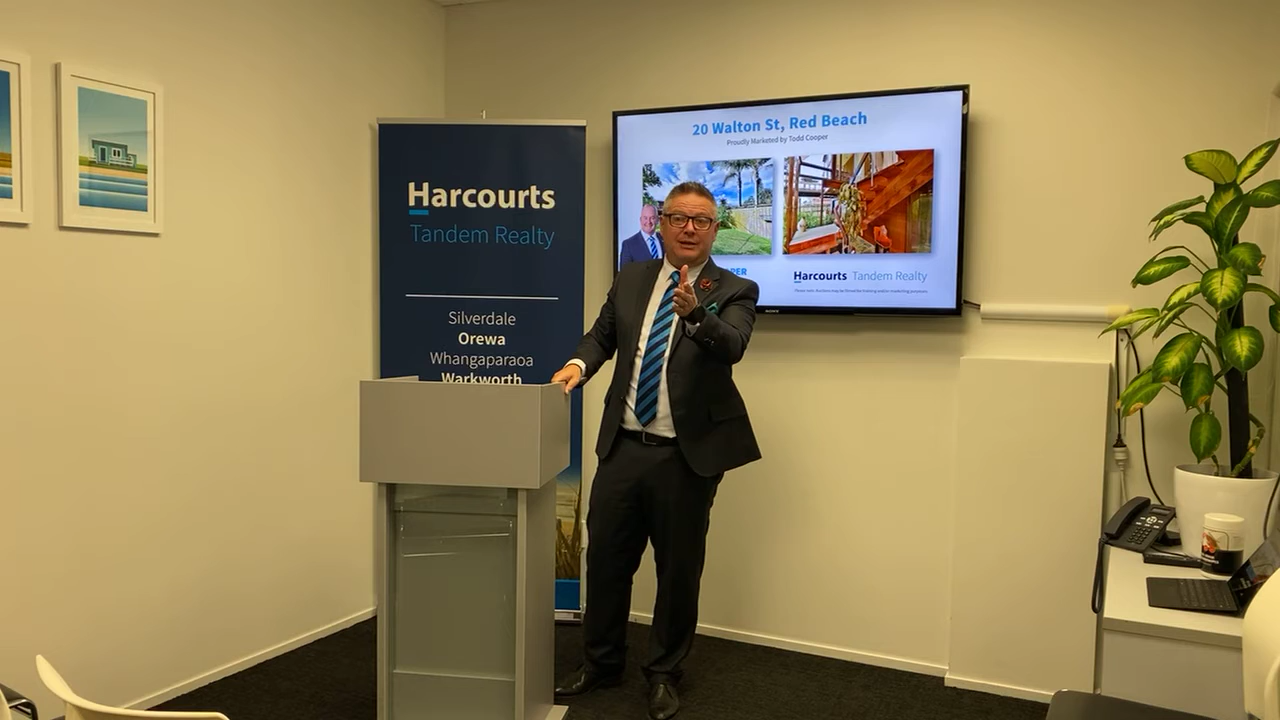 20 Walton St, Red Beach
Proudly Marketed by Todd Cooper
Harcourts Tandem Realty
SONY
Harcourts
Tandem Realty
Silverdale
Orewa
Whangaparaoa
Warkworth